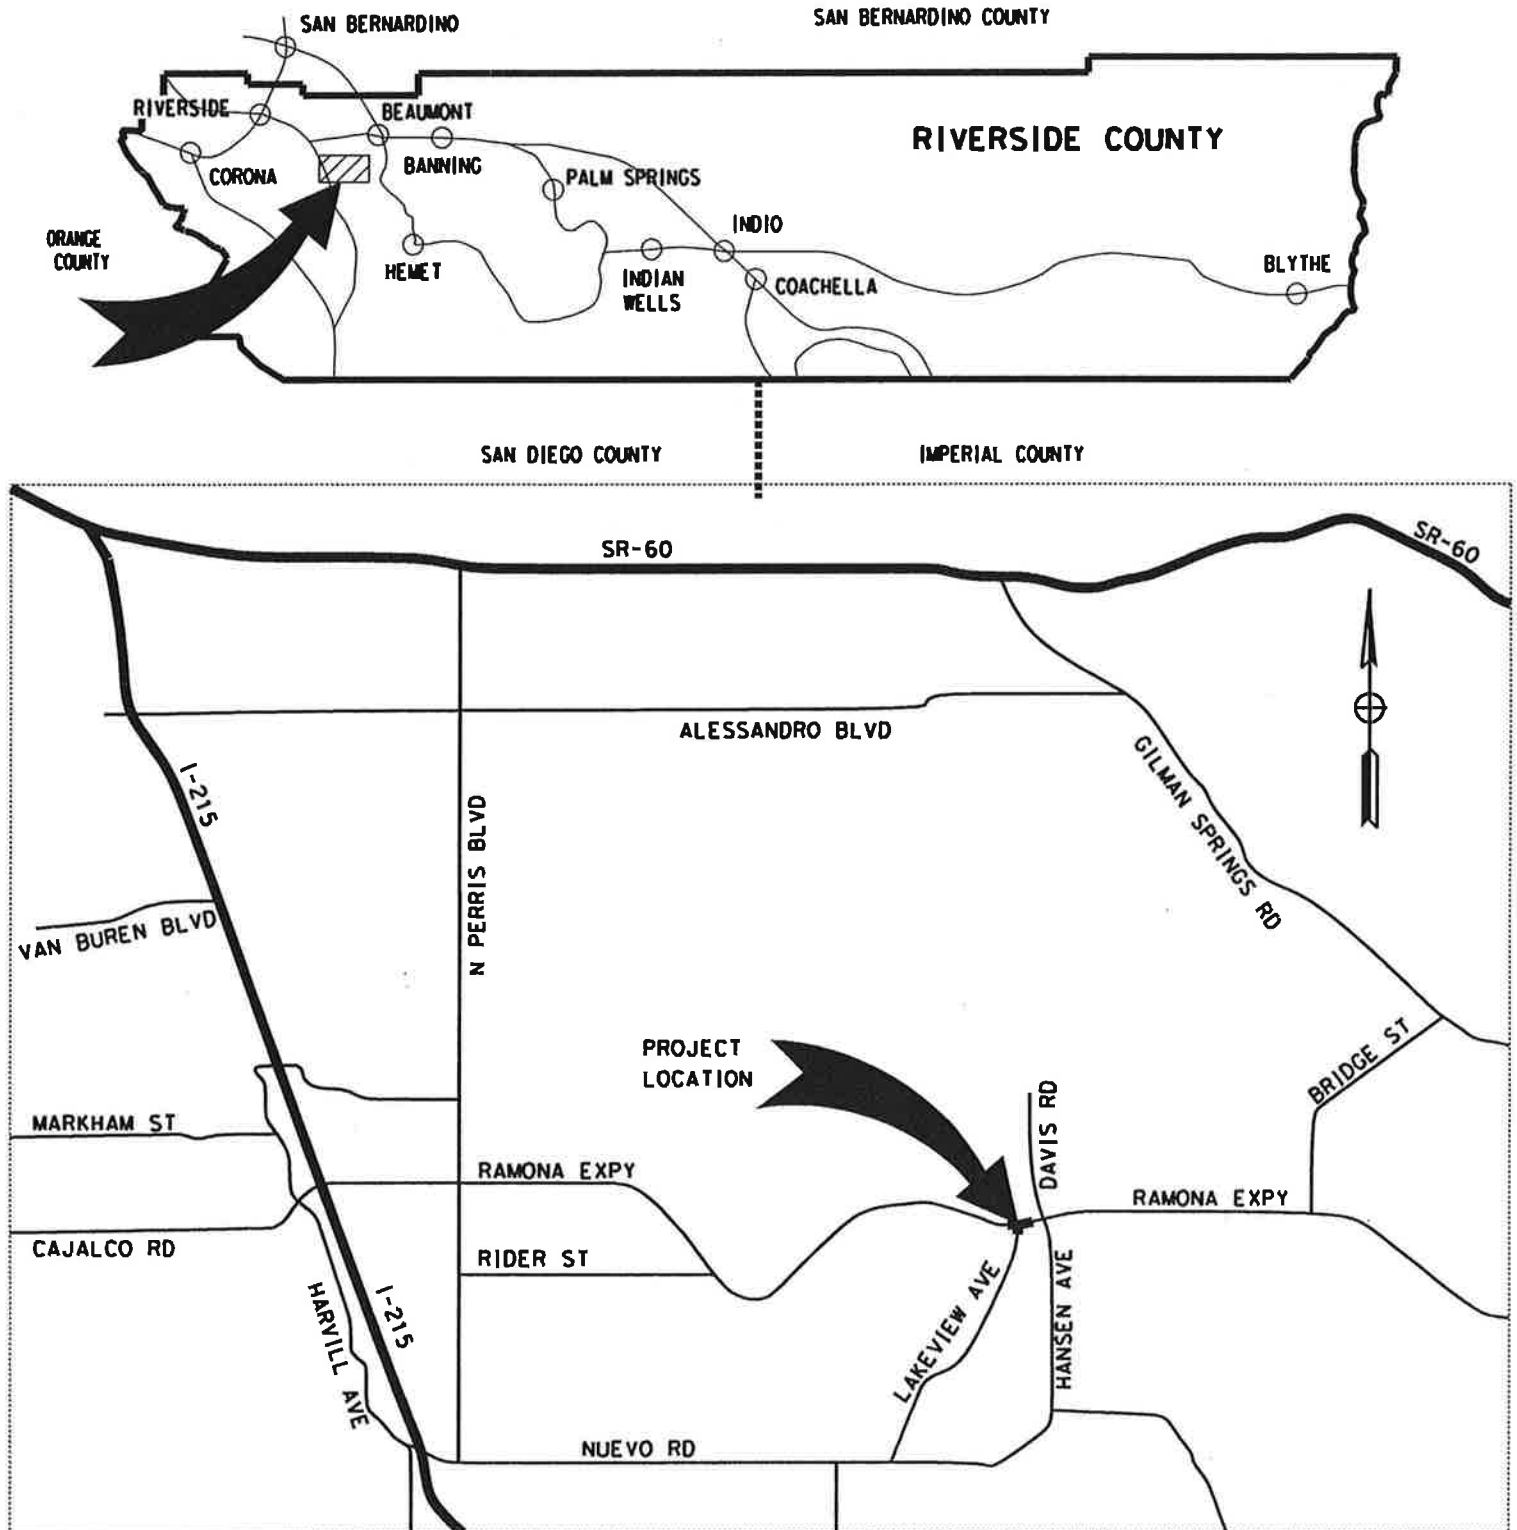 SAN BERNARDINO
SAN BERNARDINO COUNTY
RIVERSIDE
BEAUMONT
RIVERSIDE COUNTY
CORONA
BANNING
PALM SPRINGS
ORANGE
COUNTY
INDIO
HEMET
INDIAN
WELLS
COACHELLA
BLYTHE
SAN DIEGO COUNTY
IMPERIAL COUNTY
SR-60
SR-60
ALESSANDRO BLVD
I-215
GILMAN SPRINGS RD
N PERRIS BLVD
VAN BUREN BLVD
PROJECT
LOCATION
BRIDGE ST
DAVIS RD
MARKHAM ST
RAMONA EXPY
RAMONA EXPY
CAJALCO RD
RIDER ST
HARVILL AVE
I-215
LAKEVIEW AVE
HANSEN AVE
NUEVO RD